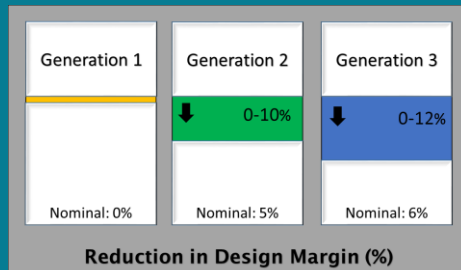 Generation 1
Generation 2
Generation 3
0-10%
0-12%
Nominal: 0%
Nominal: 5%
Nominal: 6%
Reduction in Design Margin (%)